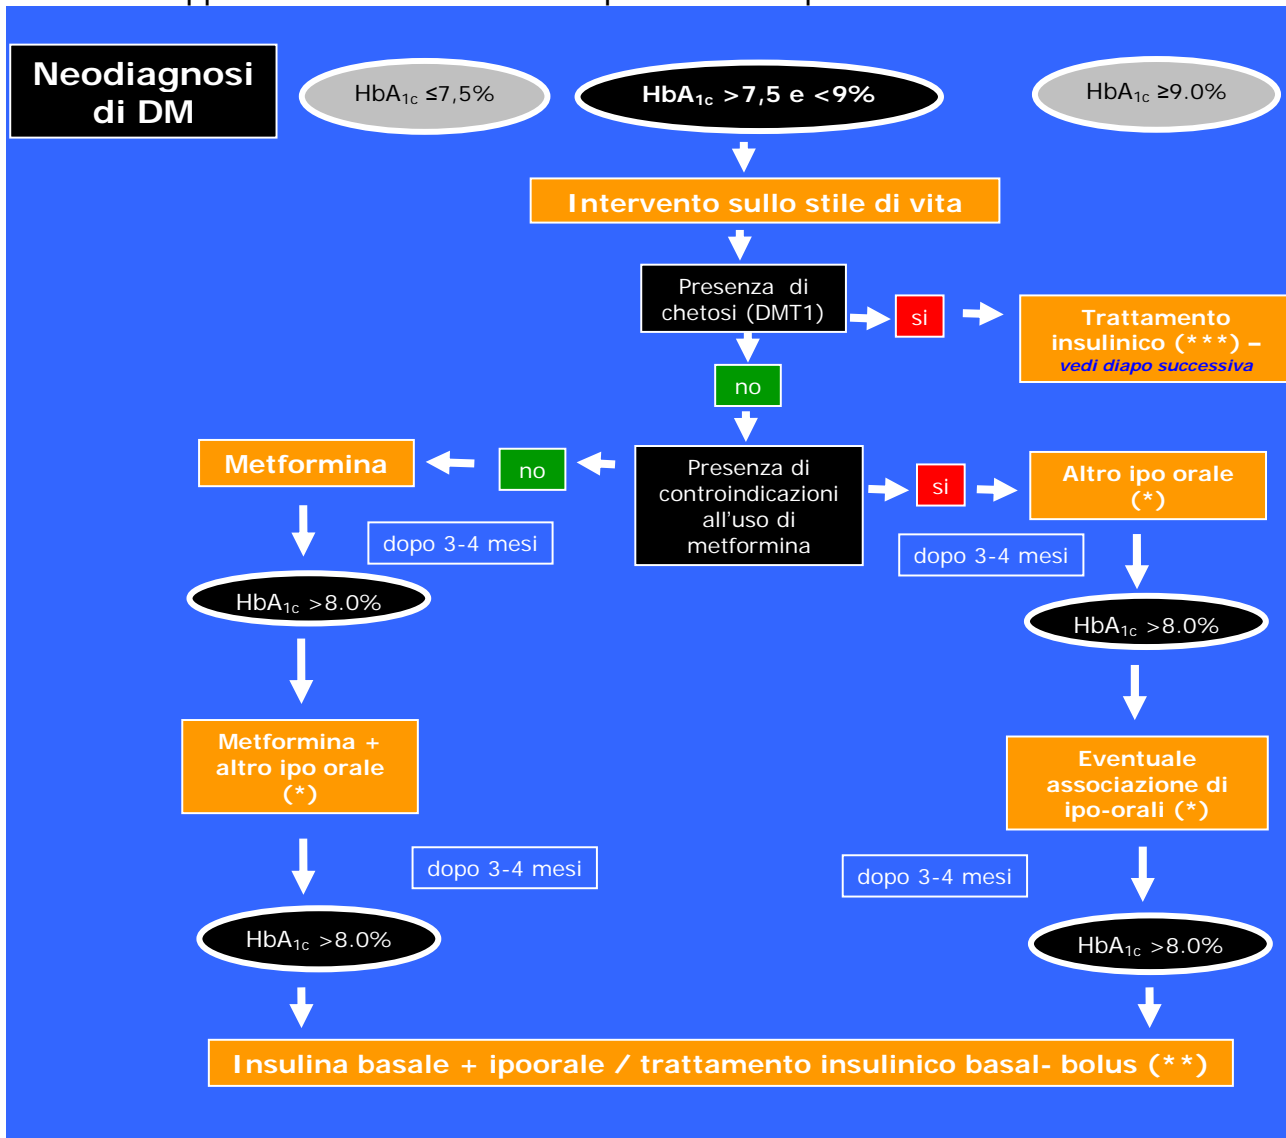 Neodiagnosi
di DM
HbA1c ≤7,5%
HbA1c >7,5 e <9%
HbA1c ≥9.0%
Intervento sullo stile di vita
Presenza di
chetosi (DMT1)
si
Trattamento
insulinico (***) –
vedi diapo successiva
no
Metformina
no
Presenza di
controindicazioni
all'uso di
metformina
si
Altro ipo orale
(*)
dopo 3-4 mesi
dopo 3-4 mesi
HbA1c >8.0%
HbA1c >8.0%
Metformina +
altro ipo orale
(*)
Eventuale
associazione di
ipo-orali (*)
dopo 3-4 mesi
dopo 3-4 mesi
HbA1c >8.0%
HbA1c >8.0%
Insulina basale + ipoorale / trattamento insulinico basal- bolus (**)